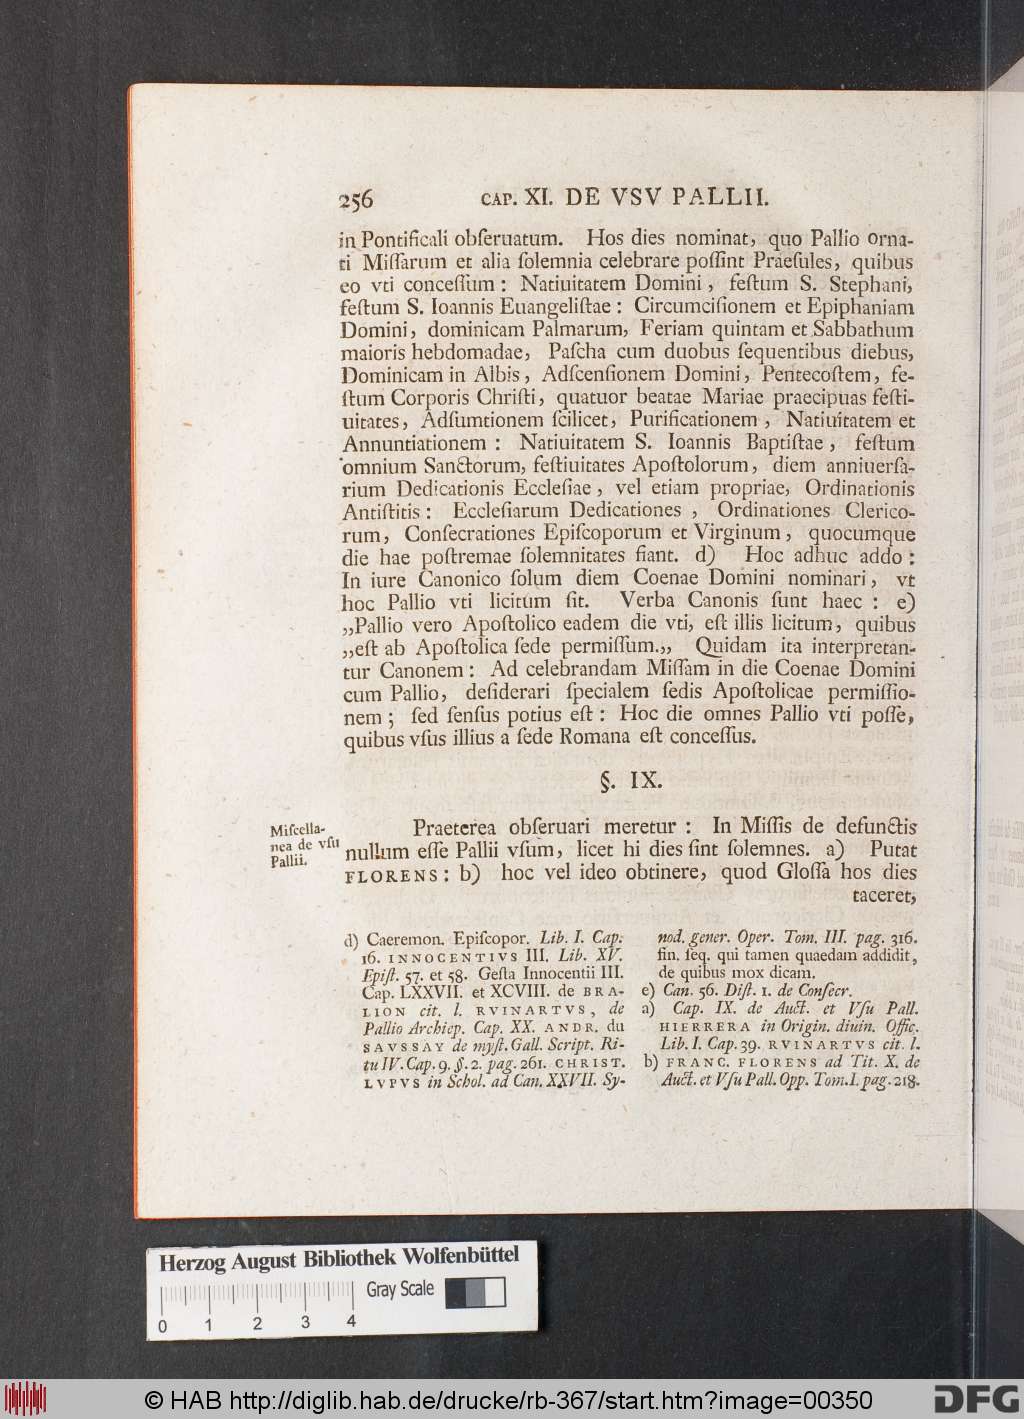 256 CAP. XI. DE VSV PALLII.
in Pontificali obſeruatum. Hos dies nominat, quo Pallio orna-
ti Miſſarum et alia ſolemnia celebrare poſſint Praeſules, quibus
eo vti conceſſum : Natiuitatem Domini, feſtum S. Stephani,
feſtum S. Ioannis Euangeliſtae : Circumciſionem et Epiphaniam
Domini, dominicam Palmarum, Feriam quintam et Sabbathum
maioris hebdomadae, Paſcha cum duobus ſequentibus diebus,
Dominicam in Albis, Adſcenſionem Domini, Pentecoſtem, fe-
ſtum Corporis Chriſti, quatuor beatae Mariae praecipuas feſti-
uitates, Adſumtionem ſcilicet, Purificationem, Natiuitatem et
Annuntiationem : Natiuitatem S. Ioannis Baptiſtae, feſtum
omnium Sanctorum, feſtiuitates Apoſtolorum, diem anniuerſa-
rium Dedicationis Eccleſiae, vel etiam propriae, Ordinationis
Antiſtitis : Eccleſiarum Dedicationes, Ordinationes Clerico-
rum, Conſecrationes Epiſcoporum et Virginum, quocumque
die hae poſtremae ſolemnitates fiant. d) Hoc adhuc addo :
In iure Canonico ſolum diem Coenae Domini nominari, vt
hoc Pallio vti licitum ſit. Verba Canonis ſunt haec : e)
„Pallio vero Apoſtolico eadem die vti, eſt illis licitum, quibus
„eſt ab Apoſtolica ſede permiſſum.„ Quidam ita interpretan-
tur Canonem : Ad celebrandam Miſſam in die Coenae Domini
cum Pallio, deſiderari ſpecialem ſedis Apoſtolicae permiſſio-
nem ; ſed ſenſus potius eſt : Hoc die omnes Pallio vti poſſe,
quibus vſus illius a ſede Romana eſt conceſſus.
§. IX.
Miſcella-
nea de vſu
Pallii.
Praeterea obſeruari meretur : In Miſſis de defunctis
nullum eſſe Pallii vſum, licet hi dies ſint ſolemnes. a) Putat
FLORENS : b) hoc vel ideo obtinere, quod Gloſſa hos dies
taceret,
d) Caeremon. Epiſcopor. Lib. I. Cap.
16. INNOCENTIVS III. Lib. XV.
Epiſt. 57. et 58. Geſta Innocentii III.
Cap. LXXVII. et XCVIII. de BRA-
LION cit. l. RVINARTVS, de
Pallio Archiep. Cap. XX. ANDR. du
SAVSSAY de myſt. Gall. Script. Ri-
tu IV. Cap. 9. §. 2. pag. 261. CHRIST.
LVPVS in Schol. ad Can. XXVII. Sy-
nod. gener. Oper. Tom. III. pag. 316.
fin. ſeq. qui tamen quaedam addidit,
de quibus mox dicam.
e) Can. 56. Diſt. 1. de Conſecr.
a) Cap. IX. de Auct. et Vſu Pall.
HIERRERA in Origin. diuin. Offic.
Lib. I. Cap. 39. RVINARTVS cit. l.
b) FRANC. FLORENS ad Tit. X. de
Auct. et Vſu Pall. Opp. Tom. I. pag. 218.
Herzog August Bibliothek Wolfenbüttel
Gray Scale
0 1 2 3 4
© HAB http://diglib.hab.de/drucke/rb-367/start.htm?image=00350
DFG